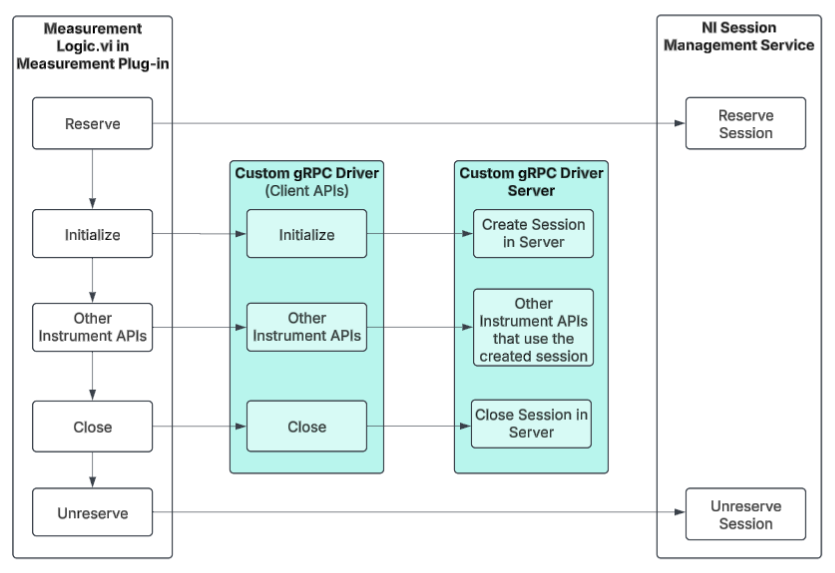 Measurement
Logic.vi in
Measurement Plug-in
Reserve
Initialize
Other
Instrument APIs
Close
Unreserve
Custom gRPC Driver
(Client APIs)
Initialize
Other
Instrument APIs
Close
Custom gRPC Driver
Server
Create Session
in Server
Other
Instrument APIs
that use the
created session
Close Session in
Server
NI Session
Management Service
Reserve
Session
Unreserve
Session